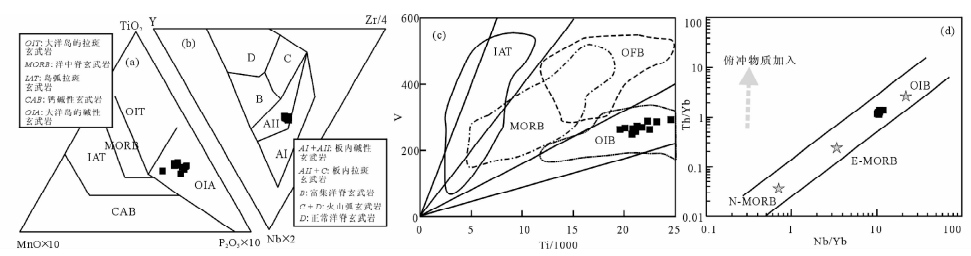 TiO₂
OIT: 大洋岛的拉斑
玄武岩
MORB: 洋中脊玄武岩
IAT: 岛弧拉斑
玄武岩
CAB: 钙碱性玄武岩
OIA: 大洋岛的碱性
玄武岩
(a)
OIT
MORB
IAT
OIA
CAB
MnO×10
P₂O₅×10
Y
Zr/4
(b)
D
C
B
AII
AI
AI+AII: 板内碱性
玄武岩
AII+C: 板内拉斑
玄武岩
B: 富集洋脊玄武岩
C+D: 火山弧玄武岩
D: 正常洋脊玄武岩
Nb×2
600
(c)
IAT
OFB
400
V
MORB
OIB
200
0
0
5
10
15
20
25
Ti/1000
100
(d)
俯冲物质加入
10
OIB
Th/Yb
1
0.1
E-MORB
N-MORB
0.01
0.1
1
10
100
Nb/Yb